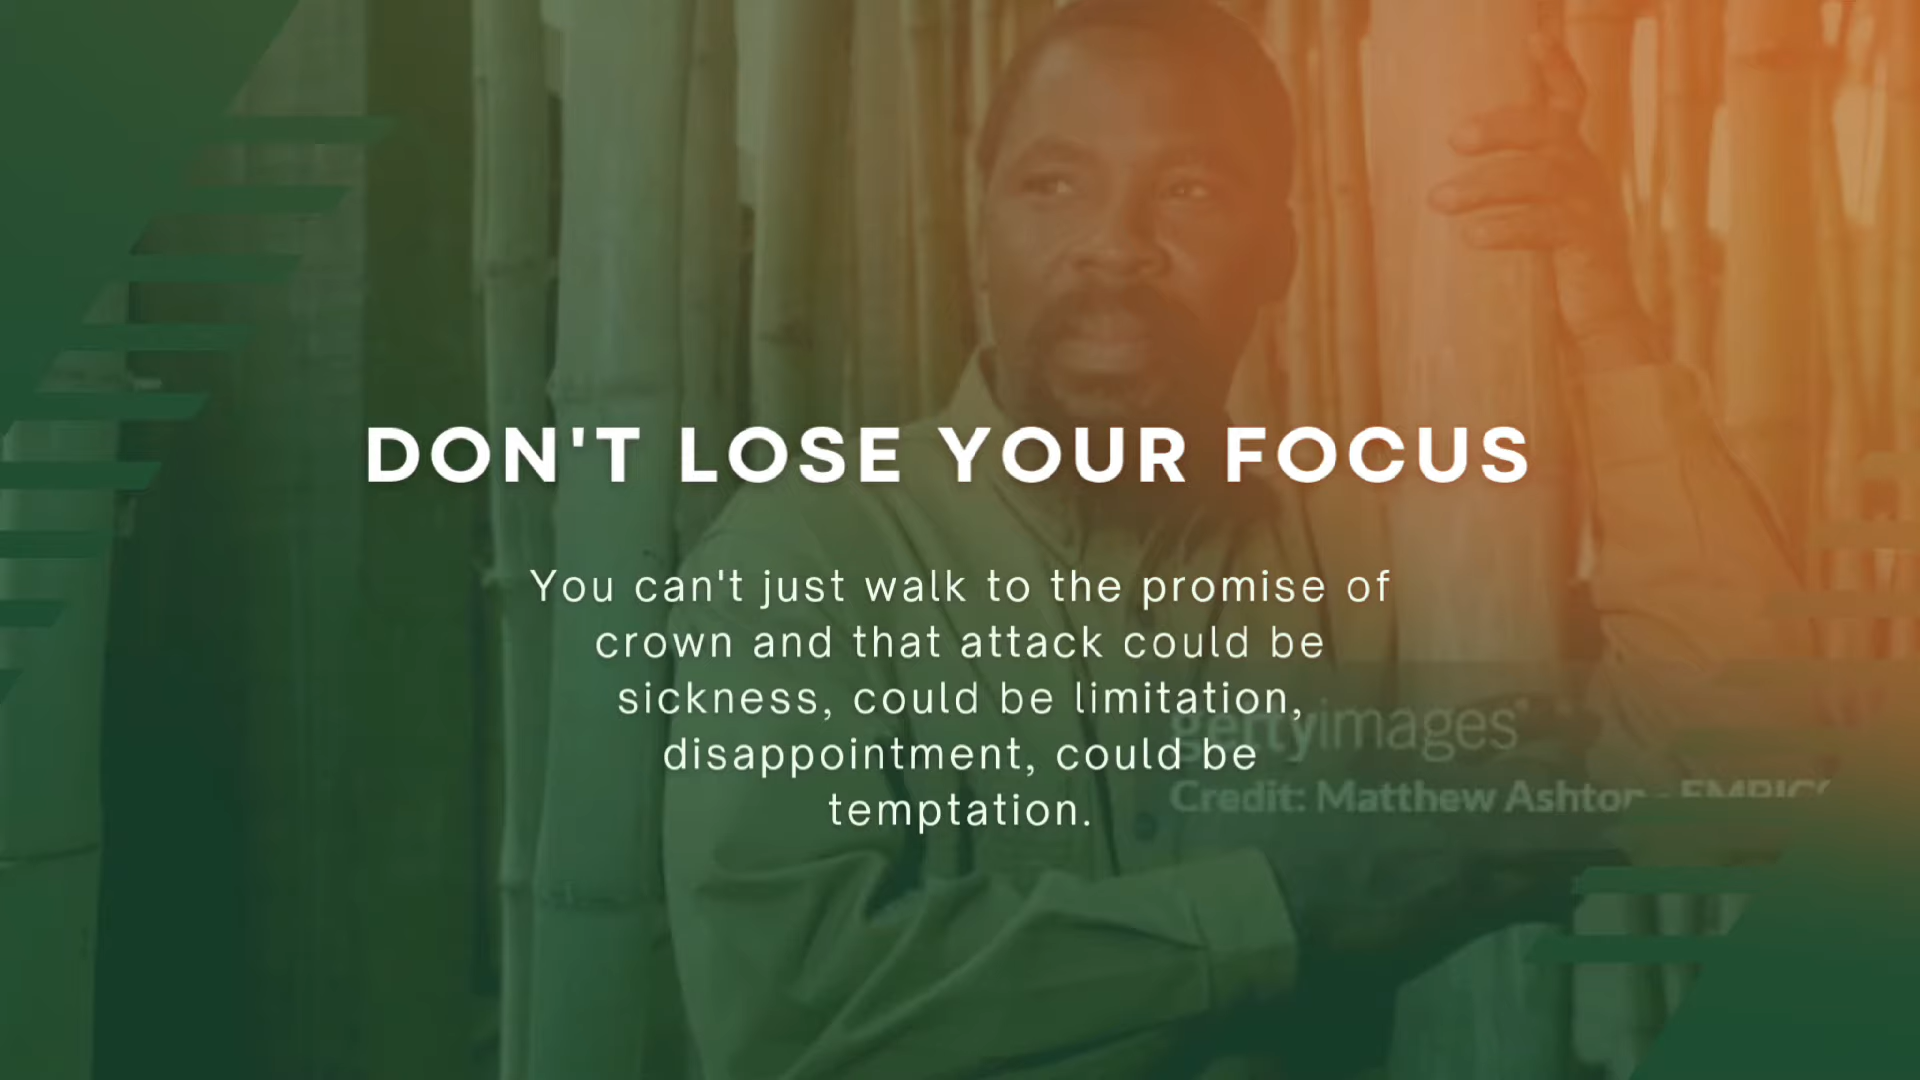 DON'T LOSE YOUR FOCUS
You can't just walk to the promise of
crown and that attack could be
sickness, could be limitation,
gettyimages
disappointment, could be
Credit: Matthew Ashton - EMPICS
temptation.